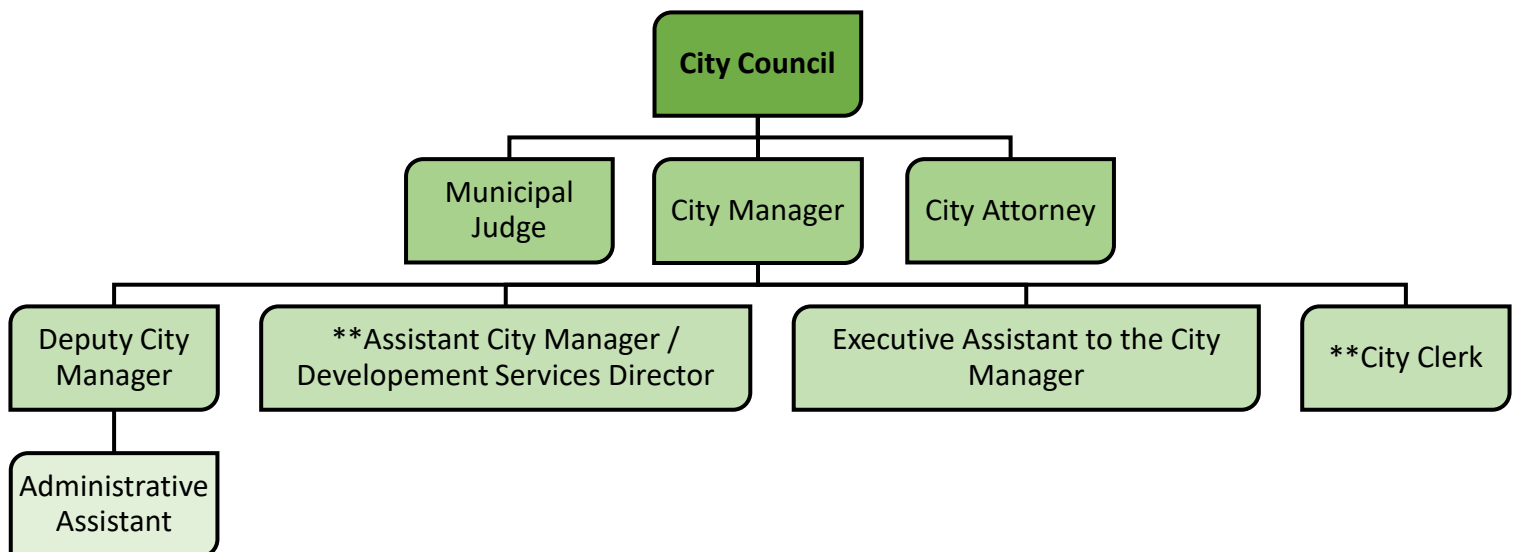 City Council
Municipal
Judge
City Manager
City Attorney
Deputy City
Manager
**Assistant City Manager /
Developement Services Director
Executive Assistant to the City
Manager
**City Clerk
Administrative
Assistant